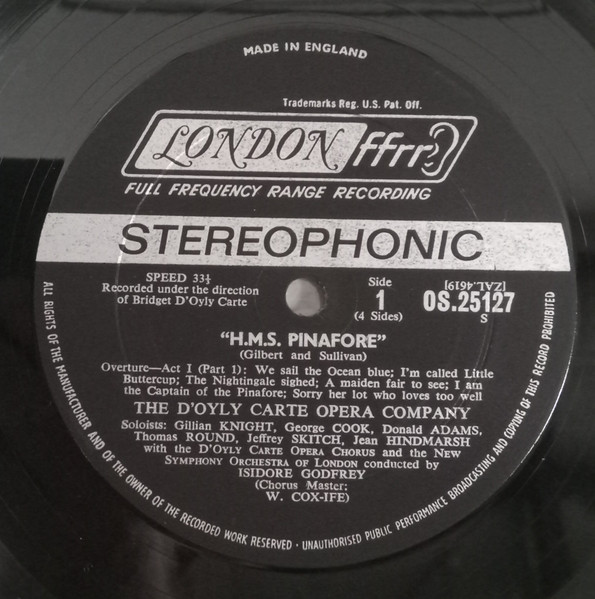 MADE IN ENGLAND
Trademarks Reg. U.S. Pat. Off.
LONDON ffrr
FULL FREQUENCY RANGE RECORDING
STEREOPHONIC
SPEED 33⅓
Recorded under the direction
of Bridget D'Oyly Carte
Side
1
(4 Sides)
[ZAL.4619]
OS.25127
S
"H.M.S. PINAFORE"
(Gilbert and Sullivan)
Overture—Act I (Part 1): We sail the Ocean blue; I'm called Little
Buttercup; The Nightingale sighed; A maiden fair to see; I am
the Captain of the Pinafore; Sorry her lot who loves too well
THE D'OYLY CARTE OPERA COMPANY
Soloists: Gillian KNIGHT, George COOK, Donald ADAMS,
Thomas ROUND, Jeffrey SKITCH, Jean HINDMARSH
with the D'OYLY CARTE OPERA CHORUS and the NEW
SYMPHONY ORCHESTRA OF LONDON conducted by
ISIDORE GODFREY
(Chorus Master:
W. COX-IFE)
ALL RIGHTS OF THE MANUFACTURER AND OF THE OWNER OF THE RECORDED WORK RESERVED · UNAUTHORISED PUBLIC PERFORMANCE BROADCASTING AND COPYING OF THIS RECORD PROHIBITED